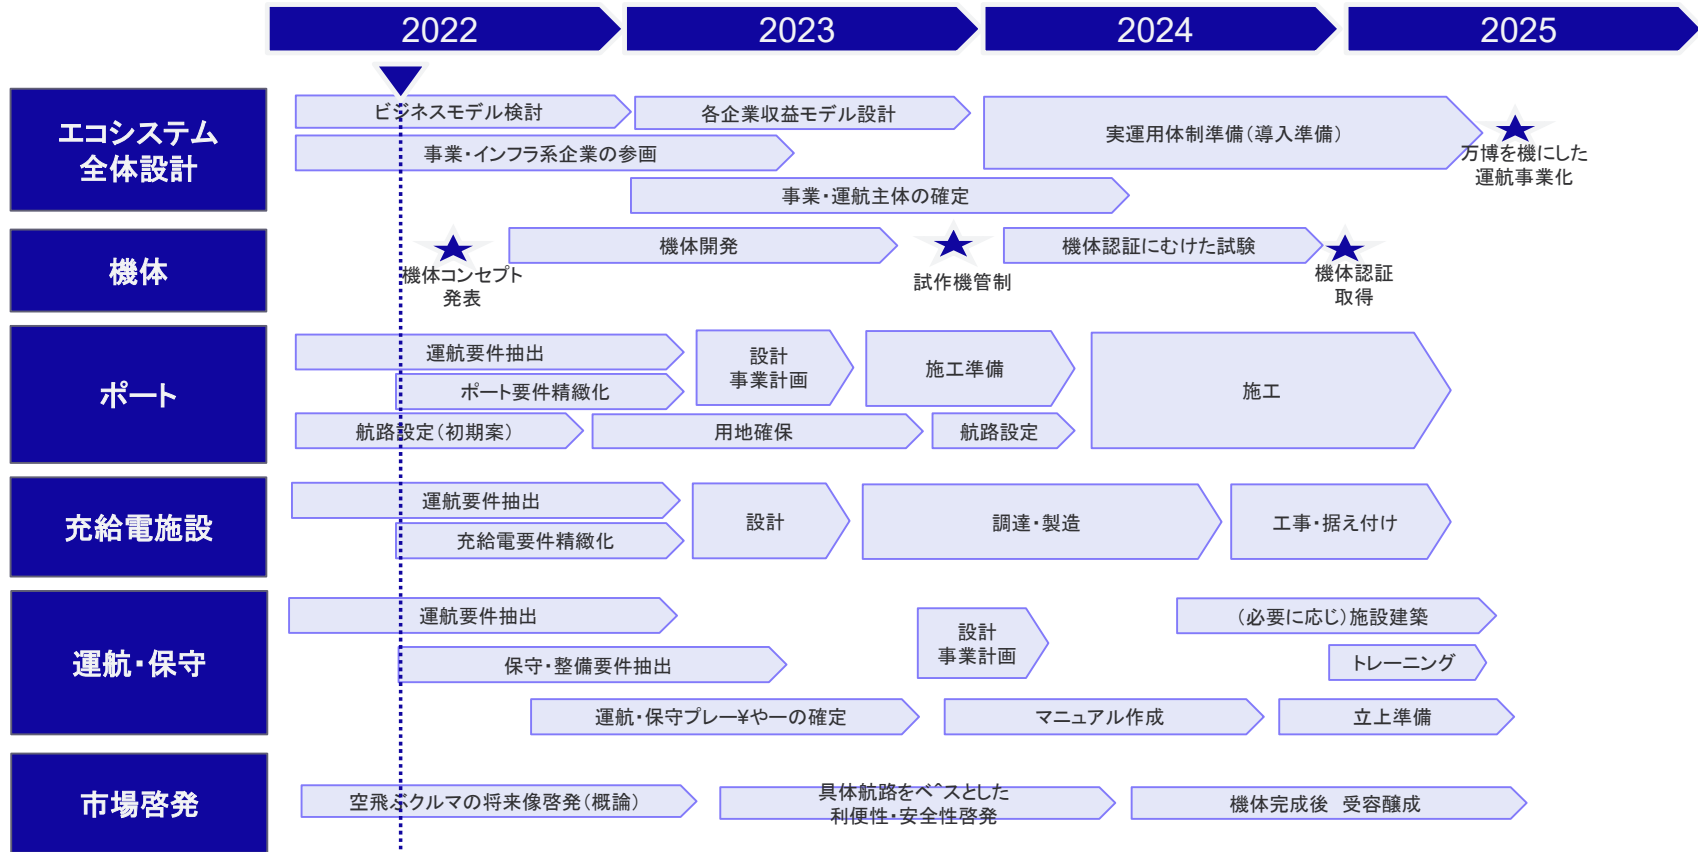 2022
2023
2024
2025
エコシステム
全体設計
ビジネスモデル検討
各企業収益モデル設計
実運用体制準備（導入準備）
万博を機にした
運航事業化
事業・インフラ系企業の参画
事業・運航主体の確定
機体
機体コンセプト
発表
機体開発
試作機管制
機体認証にむけた試験
機体認証
取得
ポート
運航要件抽出
ポート要件精緻化
設計
事業計画
施工準備
施工
航路設定（初期案）
用地確保
航路設定
充給電施設
運航要件抽出
充給電要件精緻化
設計
調達・製造
工事・据え付け
運航・保守
運航要件抽出
保守・整備要件抽出
設計
事業計画
（必要に応じ）施設建築
トレーニング
運航・保守プレー¥やーの確定
マニュアル作成
立上準備
市場啓発
空飛ぶクルマの将来像啓発（概論）
具体航路をべ^スとした
利便性・安全性啓発
機体完成後　受容醸成